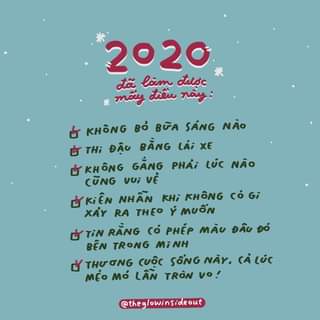 2020
đã làm được
mấy điều này:
KHÔNG BỎ BỮA SÁNG NÀO
THI ĐẬU BẰNG LÁI XE
KHÔNG GẮNG PHẢI LÚC NÀO
CŨNG VUI VẺ
KIÊN NHẪN KHI KHÔNG CÓ GÌ
XẢY RA THEO Ý MUỐN
TIN RẰNG CÓ PHÉP MÀU ĐÂU ĐÓ
BÊN TRONG MÌNH
THƯƠNG CUỘC SỐNG NÀY, CẢ LÚC
MÉO MÓ LẪN TRÒN VO!
@theglowinsideout